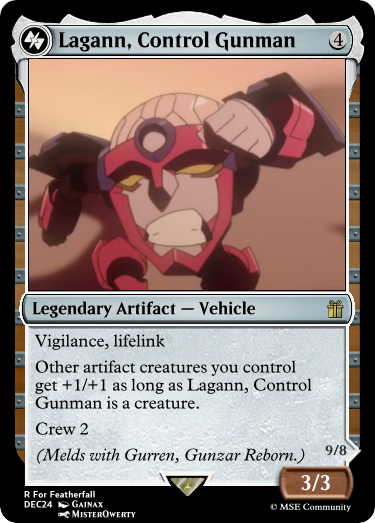 Lagann, Control Gunman 4
Legendary Artifact — Vehicle
Vigilance, lifelink
Other artifact creatures you control
get +1/+1 as long as Lagann, Control
Gunman is a creature.
Crew 2
(Melds with Gurren, Gunzar Reborn.)
9/8
3/3
R For Featherfall
DEC24 Gainax
MisterQwerty
© MSE Community